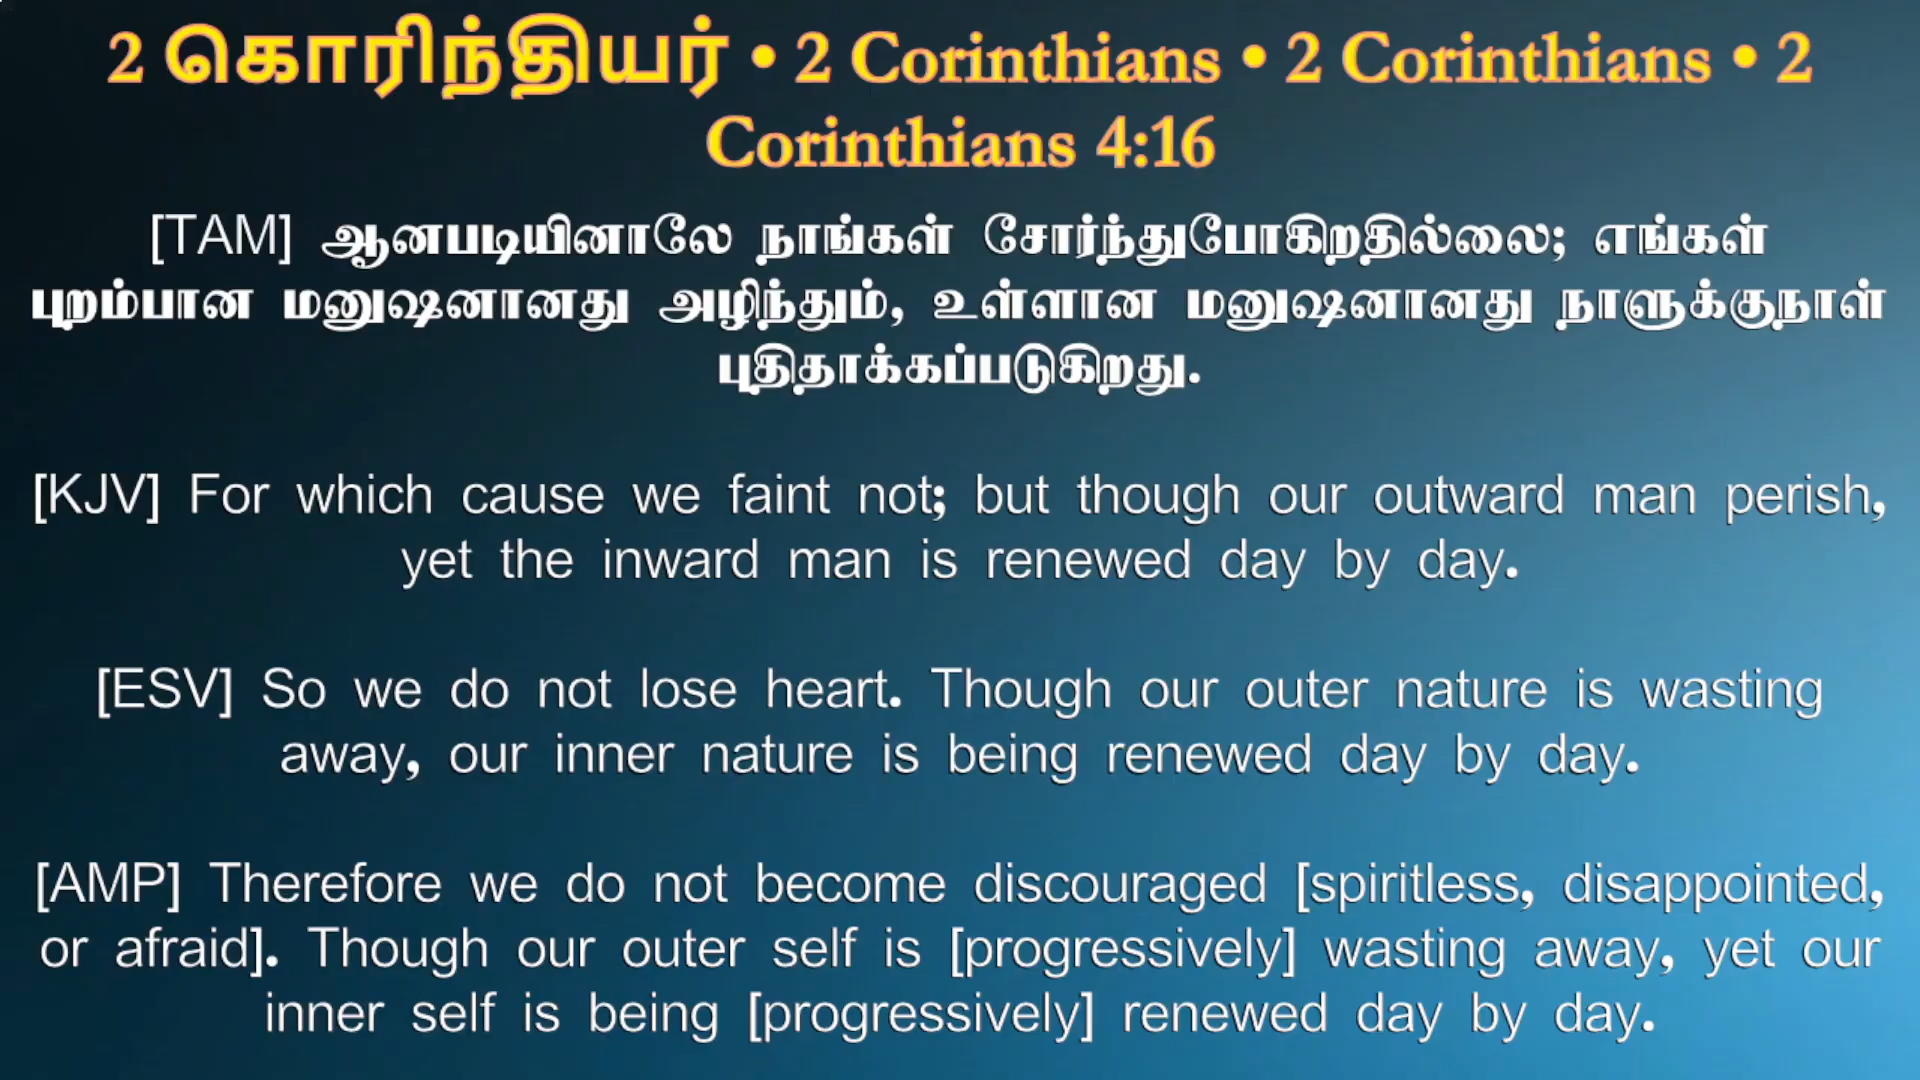 2 கொரிந்தியர் • 2 Corinthians • 2 Corinthians • 2
Corinthians 4:16
[TAM] ஆனபடியினாலே நாங்கள் சோர்ந்துபோகிறதில்லை; எங்கள்
புறம்பான மனுஷனானது அழிந்தும், உள்ளான மனுஷனானது நாளுக்குநாள்
புதிதாக்கப்படுகிறது.
[KJV] For which cause we faint not; but though our outward man perish,
yet the inward man is renewed day by day.
[ESV] So we do not lose heart. Though our outer nature is wasting
away, our inner nature is being renewed day by day.
[AMP] Therefore we do not become discouraged [spiritless, disappointed,
or afraid]. Though our outer self is [progressively] wasting away, yet our
inner self is being [progressively] renewed day by day.